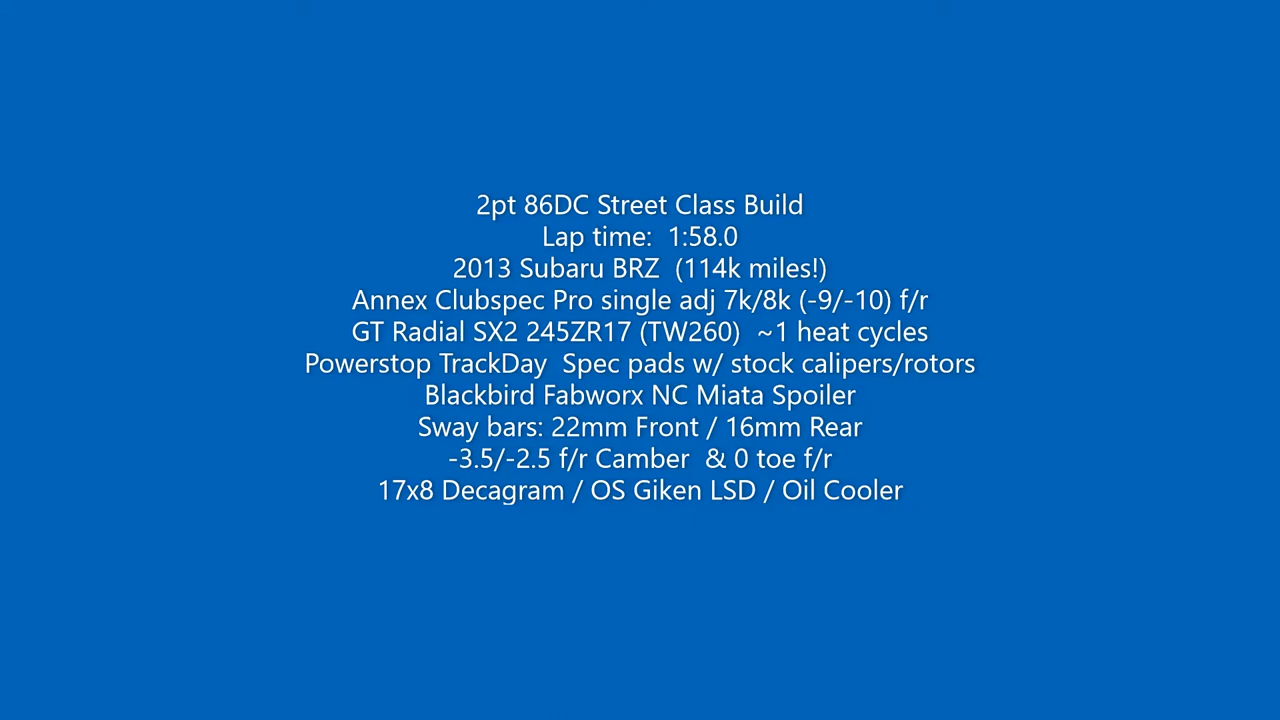 2pt 86DC Street Class Build
Lap time:  1:58.0
2013 Subaru BRZ  (114k miles!)
Annex Clubspec Pro single adj 7k/8k (-9/-10) f/r
GT Radial SX2 245ZR17 (TW260)  ~1 heat cycles
Powerstop TrackDay  Spec pads w/ stock calipers/rotors
Blackbird Fabworx NC Miata Spoiler
Sway bars: 22mm Front / 16mm Rear
-3.5/-2.5 f/r Camber  & 0 toe f/r
17x8 Decagram / OS Giken LSD / Oil Cooler